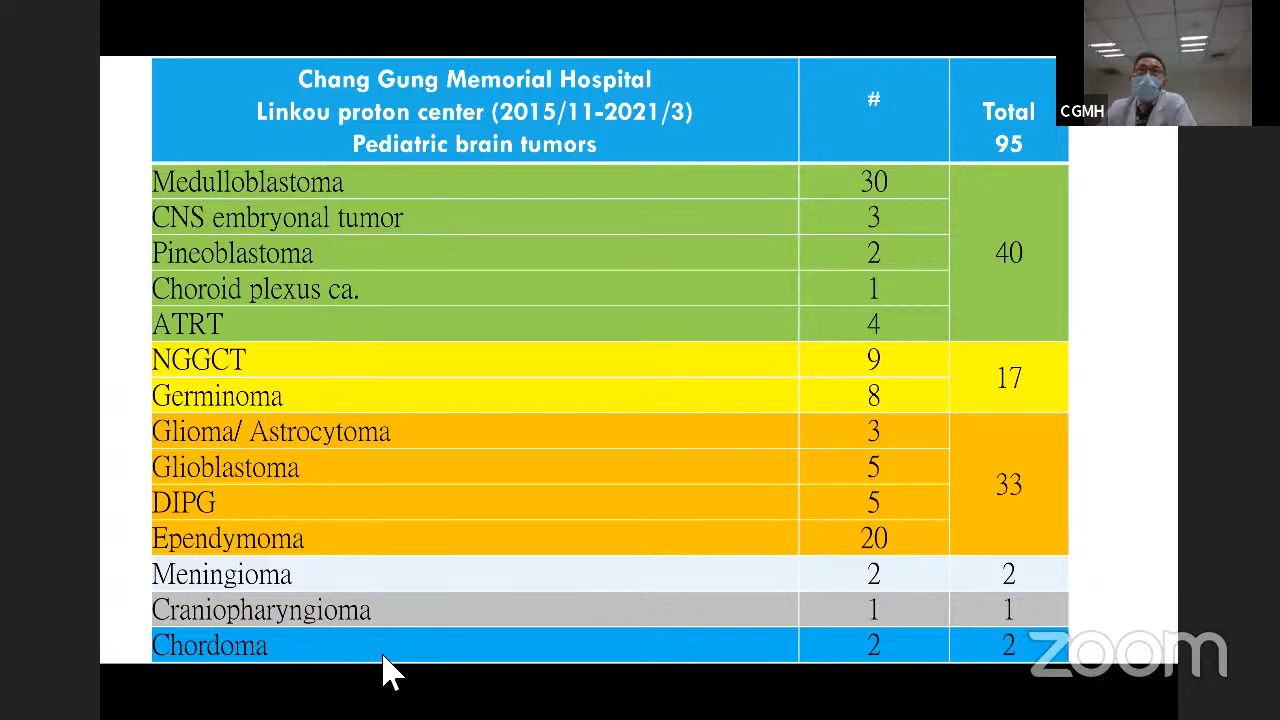 Chang Gung Memorial Hospital
Linkou proton center (2015/11-2021/3)
Pediatric brain tumors
#
Total
95
CGMH
Medulloblastoma 30
CNS embryonal tumor 3
Pineoblastoma 2
Choroid plexus ca. 1
ATRT 4
40
NGGCT 9
Germinoma 8
17
Glioma/ Astrocytoma 3
Glioblastoma 5
DIPG 5
Ependymoma 20
33
Meningioma 2 2
Craniopharyngioma 1 1
Chordoma 2 2
zoom